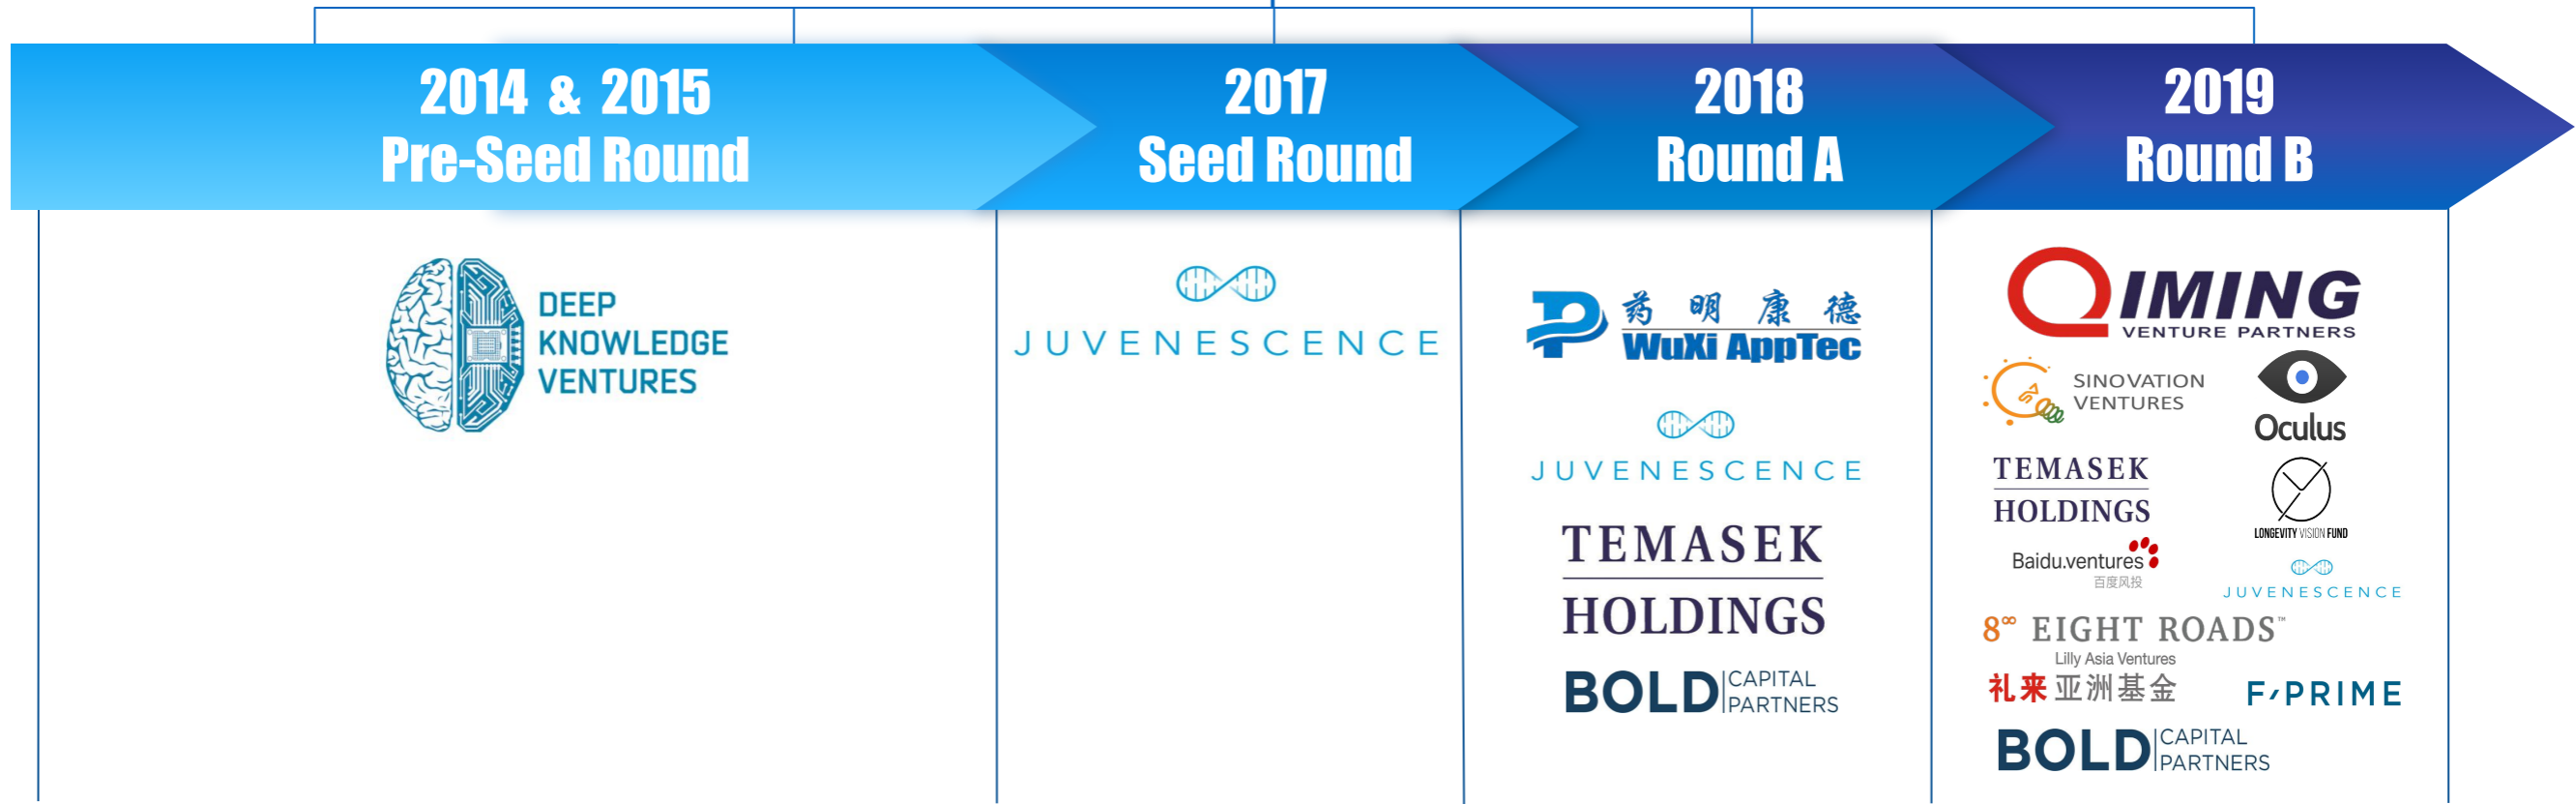 2014 & 2015
Pre-Seed Round
2017
Seed Round
2018
Round A
2019
Round B
DEEP
KNOWLEDGE
VENTURES
JUVENESCENCE
药明康德
WuXi AppTec
JUVENESCENCE
TEMASEK
HOLDINGS
BOLD CAPITAL
PARTNERS
QIMING
VENTURE PARTNERS
SINOVATION
VENTURES
Oculus
TEMASEK
HOLDINGS
LONGEVITY VISION FUND
Baidu.ventures
百度风投
JUVENESCENCE
8∞ EIGHT ROADS™
Lilly Asia Ventures
礼来亚洲基金
F-PRIME
BOLD CAPITAL
PARTNERS